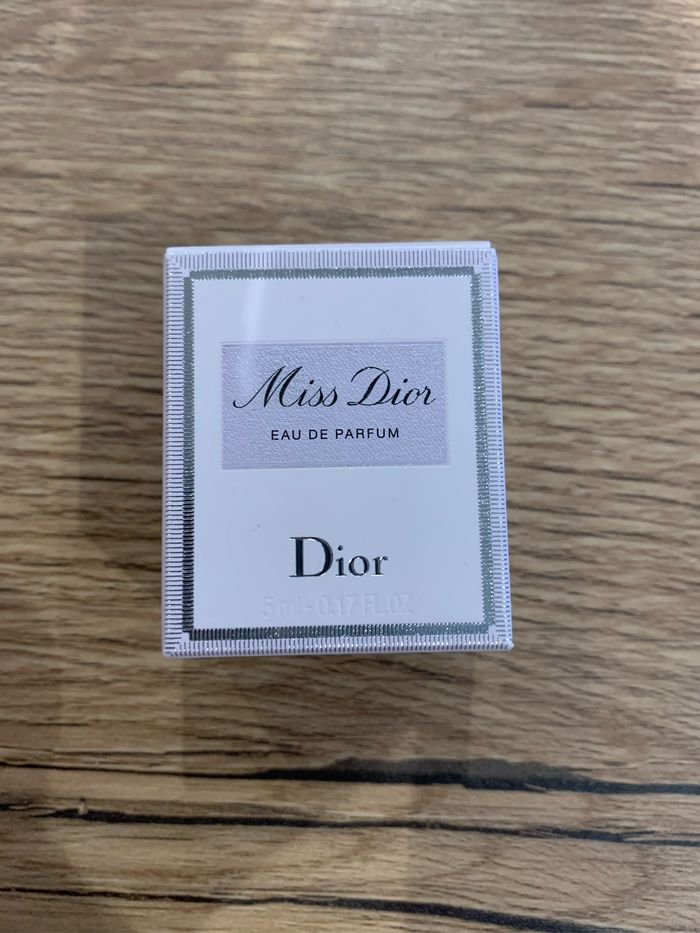 Miss Dior
EAU DE PARFUM
Dior
5 ml - 0.17 FL.OZ